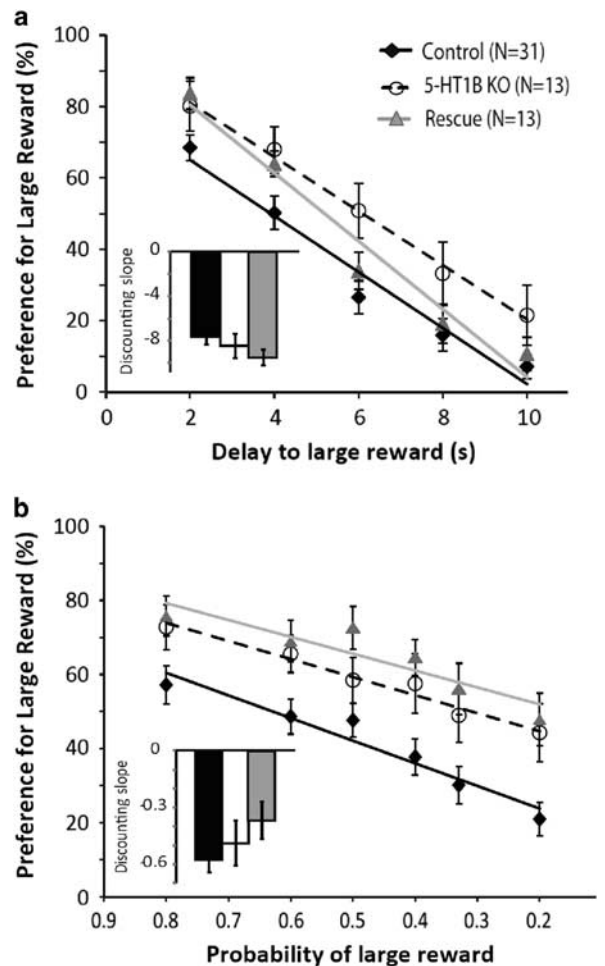 a
100
80
60
40
20
0
Preference for Large Reward (%)
Control (N=31)
5-HT1B KO (N=13)
Rescue (N=13)
0
-4
-8
Discounting slope
0 2 4 6 8 10
Delay to large reward (s)
b
100
80
60
40
20
0
Preference for Large Reward (%)
0
-0.3
-0.6
Discounting slope
0.9 0.8 0.7 0.6 0.5 0.4 0.3 0.2
Probability of large reward